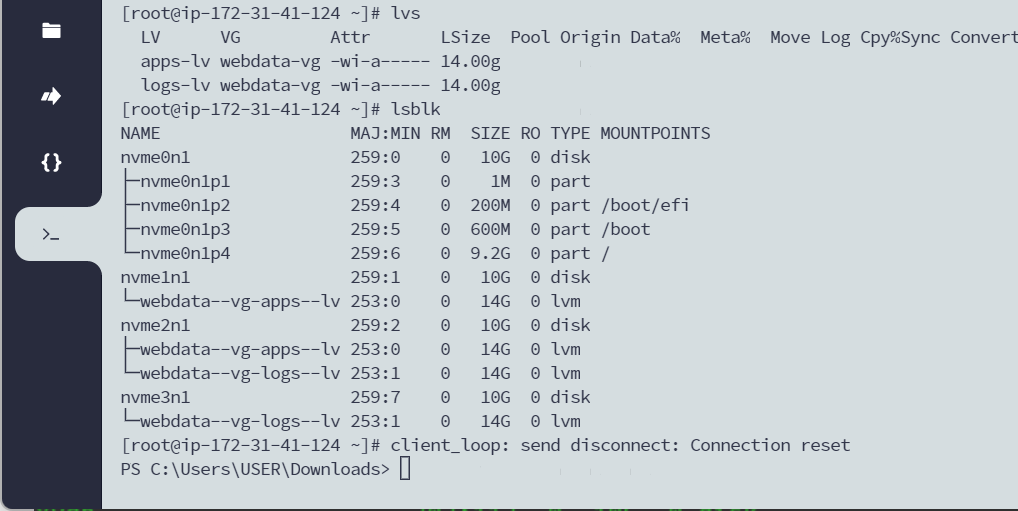 [root@ip-172-31-41-124 ~]# lvs
  LV      VG         Attr       LSize  Pool Origin Data%  Meta%  Move Log Cpy%Sync Convert
  apps-lv webdata-vg -wi-a----- 14.00g
  logs-lv webdata-vg -wi-a----- 14.00g
[root@ip-172-31-41-124 ~]# lsblk
NAME                   MAJ:MIN RM  SIZE RO TYPE MOUNTPOINTS
nvme0n1                259:0    0   10G  0 disk
├─nvme0n1p1            259:3    0    1M  0 part
├─nvme0n1p2            259:4    0  200M  0 part /boot/efi
├─nvme0n1p3            259:5    0  600M  0 part /boot
└─nvme0n1p4            259:6    0  9.2G  0 part /
nvme1n1                259:1    0   10G  0 disk
└─webdata--vg-apps--lv 253:0    0   14G  0 lvm
nvme2n1                259:2    0   10G  0 disk
├─webdata--vg-apps--lv 253:0    0   14G  0 lvm
└─webdata--vg-logs--lv 253:1    0   14G  0 lvm
nvme3n1                259:7    0   10G  0 disk
└─webdata--vg-logs--lv 253:1    0   14G  0 lvm
[root@ip-172-31-41-124 ~]# client_loop: send disconnect: Connection reset
PS C:\Users\USER\Downloads>